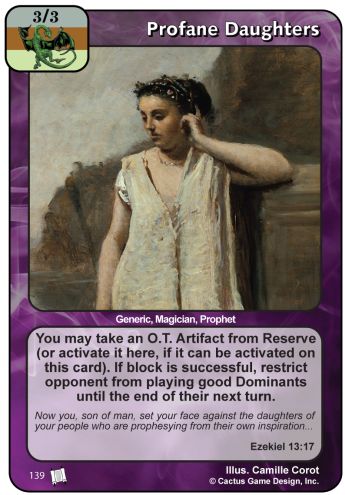 3/3
Profane Daughters
Generic, Magician, Prophet
You may take an O.T. Artifact from Reserve
(or activate it here, if it can be activated on
this card). If block is successful, restrict
opponent from playing good Dominants
until the end of their next turn.
Now you, son of man, set your face against the daughters of
your people who are prophesying from their own inspiration...
Ezekiel 13:17
139
Illus. Camille Corot
© Cactus Game Design, Inc.